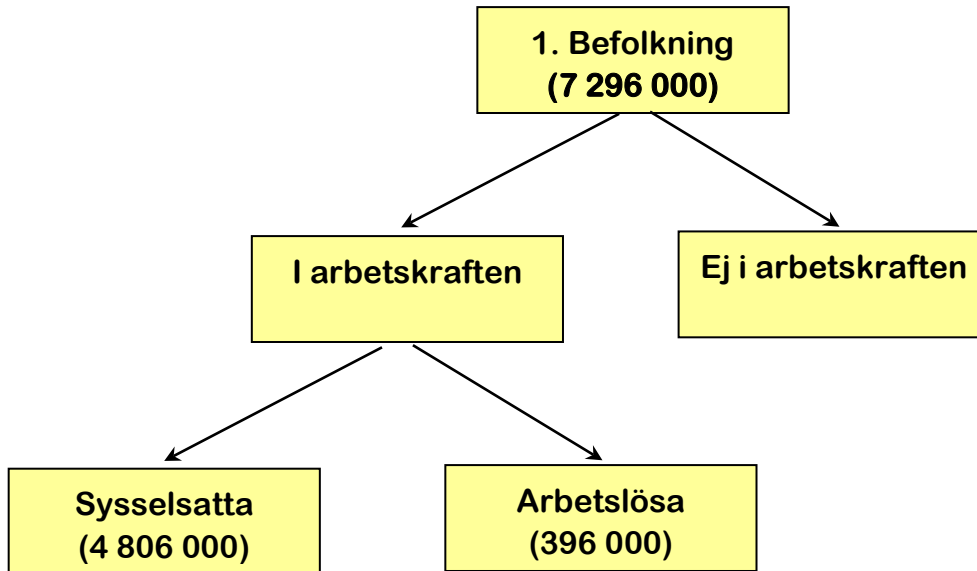 1. Befolkning
(7 296 000)
I arbetskraften
Ej i arbetskraften
Sysselsatta
(4 806 000)
Arbetslösa
(396 000)